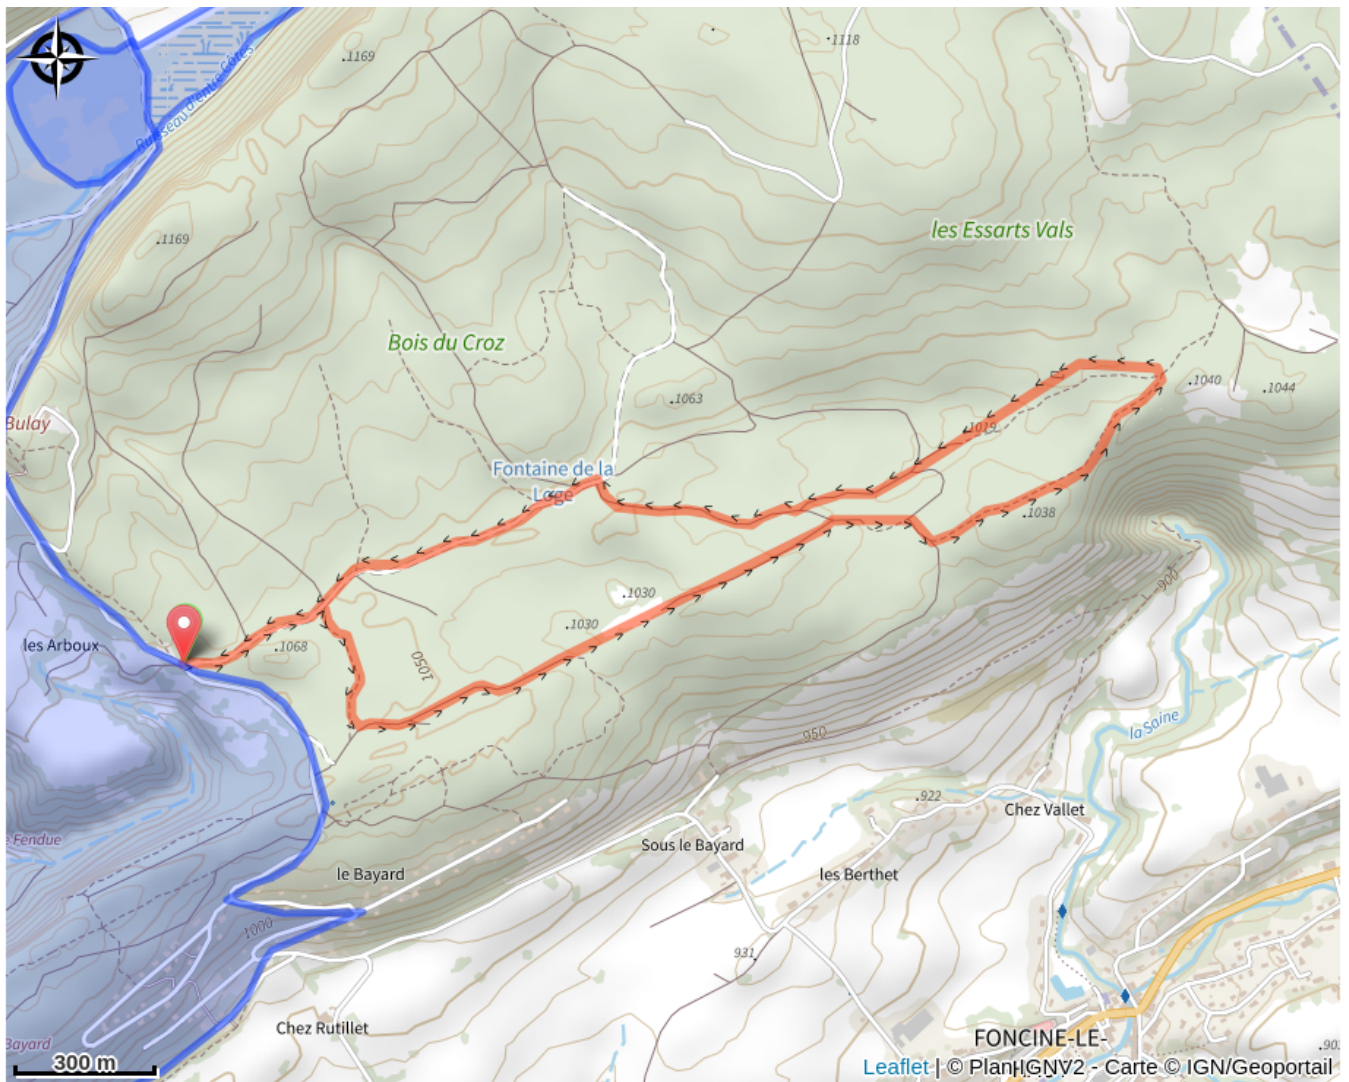 .1169
.1118
Ruisseau d'entre Côtes
les Essarts Vals
.1169
Bois du Croz
.1040
.1044
.1063
Bulay
1019
Fontaine de la
Loge
.1038
900
.1030
.1030
les Arboux
.1068
1050
la Saine
950
.922
Chez Vallet
e Fendue
Sous le Bayard
le Bayard
les Berthet
1000
931
Chez Rutillet
FONCINE-LE-
Bayard
300 m
.90
Leaflet | © PlanIGNV2 - Carte © IGN/Geoportail